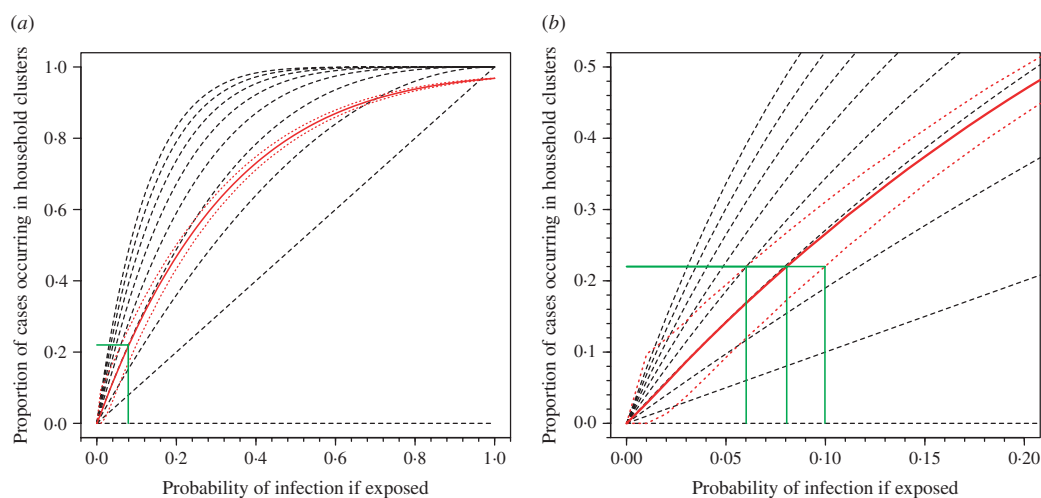 (a)
Proportion of cases occurring in household clusters
1·0
0·8
0·6
0·4
0·2
0·0
0·0 0·2 0·4 0·6 0·8 1·0
Probability of infection if exposed
(b)
Proportion of cases occurring in household clusters
0·5
0·4
0·3
0·2
0·1
0·0
0·00 0·05 0·10 0·15 0·20
Probability of infection if exposed